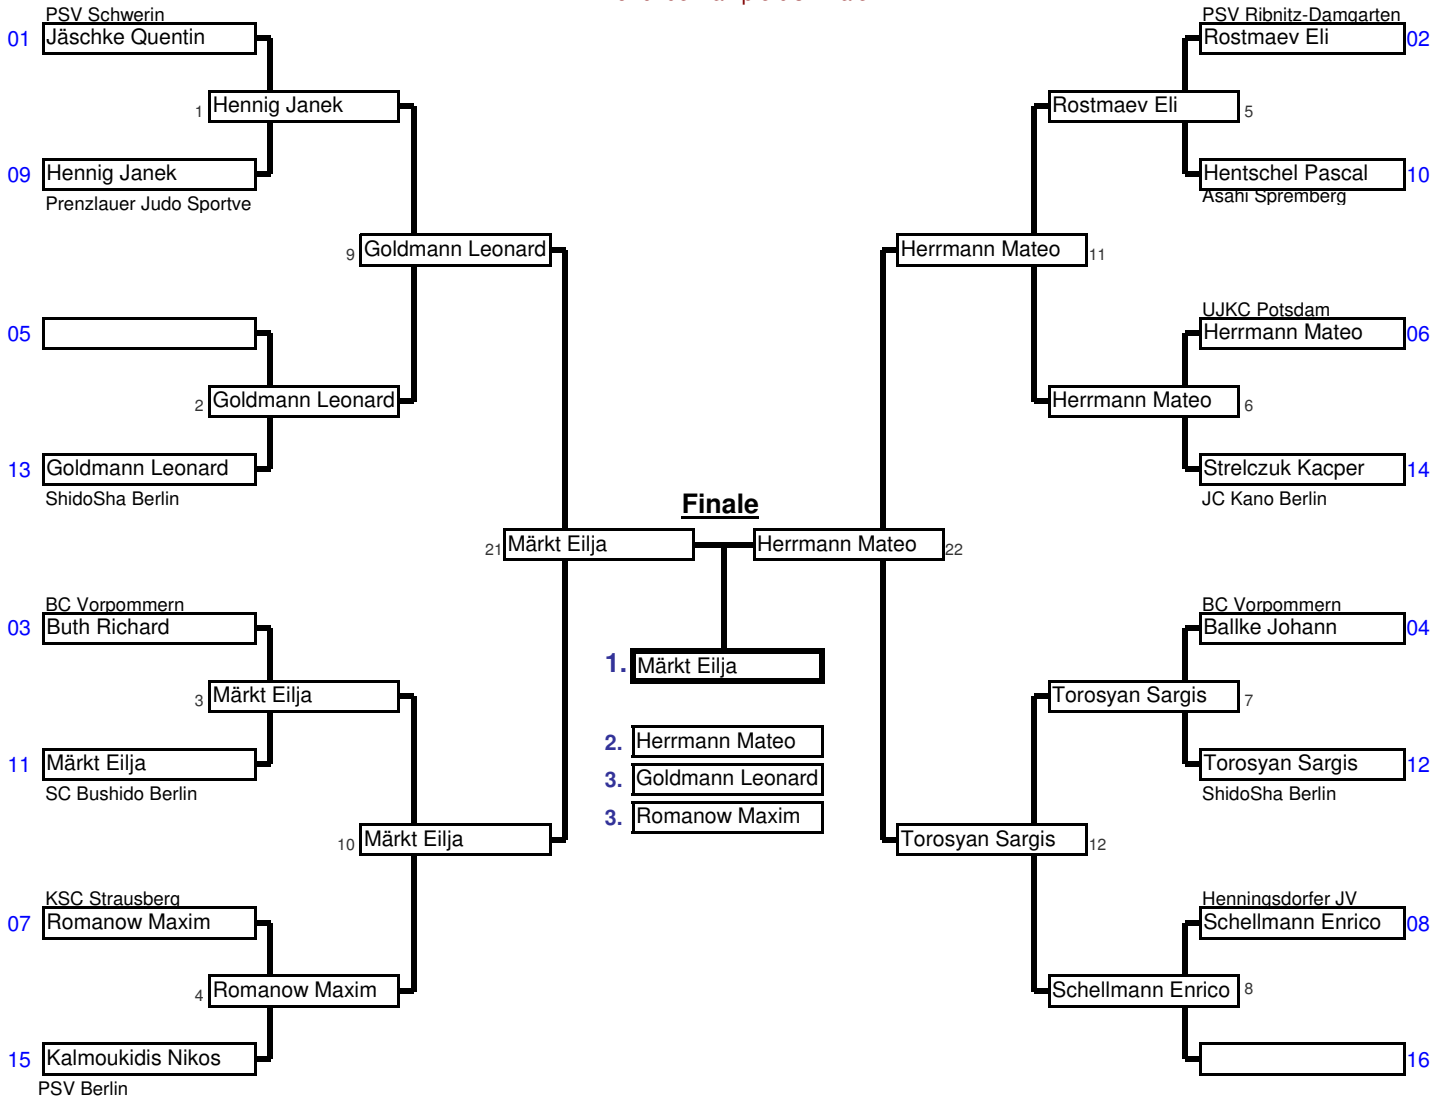 PSV Schwerin
01 Jäschke Quentin
1 Hennig Janek
09 Hennig Janek
Prenzlauer Judo Sportve
9 Goldmann Leonard
05
2 Goldmann Leonard
13 Goldmann Leonard
ShidoSha Berlin
21 Märkt Eilja
BC Vorpommern
03 Buth Richard
3 Märkt Eilja
11 Märkt Eilja
SC Bushido Berlin
10 Märkt Eilja
KSC Strausberg
07 Romanow Maxim
4 Romanow Maxim
15 Kalmoukidis Nikos
PSV Berlin
Finale
1. Märkt Eilja
2. Herrmann Mateo
3. Goldmann Leonard
3. Romanow Maxim
PSV Ribnitz-Damgarten
Rostmaev Eli 02
Rostmaev Eli 5
Hentschel Pascal 10
Asahi Spremberg
Herrmann Mateo 11
UJKC Potsdam
Herrmann Mateo 06
Herrmann Mateo 6
Strelczuk Kacper 14
JC Kano Berlin
Herrmann Mateo 22
BC Vorpommern
Ballke Johann 04
Torosyan Sargis 7
Torosyan Sargis 12
ShidoSha Berlin
Torosyan Sargis 12
Henningsdorfer JV
Schellmann Enrico 08
Schellmann Enrico 8
16